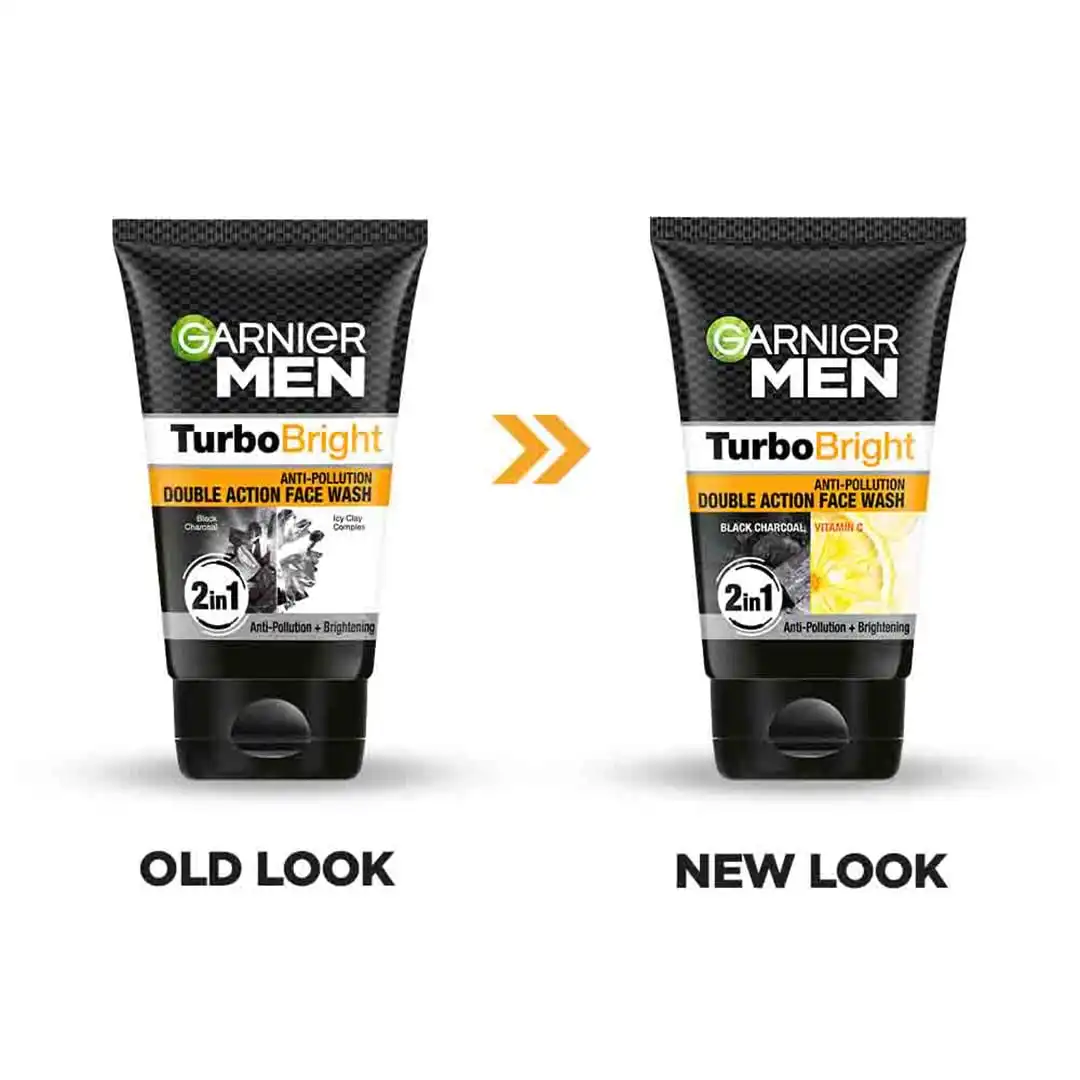 GARNIER
MEN
TurboBright
ANTI-POLLUTION
DOUBLE ACTION FACE WASH
Black
Charcoal
Icy Clay
Complex
2in1
Anti-Pollution + Brightening
OLD LOOK
GARNIER
MEN
TurboBright
ANTI-POLLUTION
DOUBLE ACTION FACE WASH
BLACK CHARCOAL VITAMIN C
2in1
Anti-Pollution + Brightening
NEW LOOK